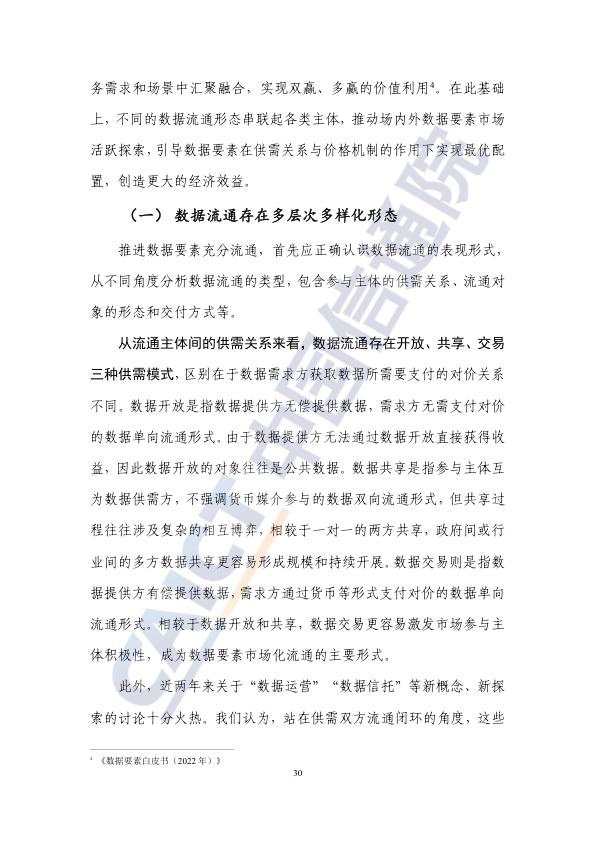 务需求和场景中汇聚融合，实现双赢、多赢的价值利用⁴。在此基础
上，不同的数据流通形态串联起各类主体，推动场内外数据要素市场
活跃探索，引导数据要素在供需关系与价格机制的作用下实现最优配
置，创造更大的经济效益。
（一） 数据流通存在多层次多样化形态
推进数据要素充分流通，首先应正确认识数据流通的表现形式，
从不同角度分析数据流通的类型，包含参与主体的供需关系、流通对
象的形态和交付方式等。
从流通主体间的供需关系来看，数据流通存在开放、共享、交易
三种供需模式，区别在于数据需求方获取数据所需要支付的对价关系
不同。数据开放是指数据提供方无偿提供数据，需求方无需支付对价
的数据单向流通形式。由于数据提供方无法通过数据开放直接获得收
益，因此数据开放的对象往往是公共数据。数据共享是指参与主体互
为数据供需方，不强调货币媒介参与的数据双向流通形式，但共享过
程往往涉及复杂的相互博弈，相较于一对一的两方共享，政府间或行
业间的多方数据共享更容易形成规模和持续开展。数据交易则是指数
据提供方有偿提供数据，需求方通过货币等形式支付对价的数据单向
流通形式。相较于数据开放和共享，数据交易更容易激发市场参与主
体积极性，成为数据要素市场化流通的主要形式。
此外，近两年来关于“数据运营”“数据信托”等新概念、新探
索的讨论十分火热。我们认为，站在供需双方流通闭环的角度，这些
⁴ 《数据要素白皮书（2022 年）》
30
CAICT 中国信通院